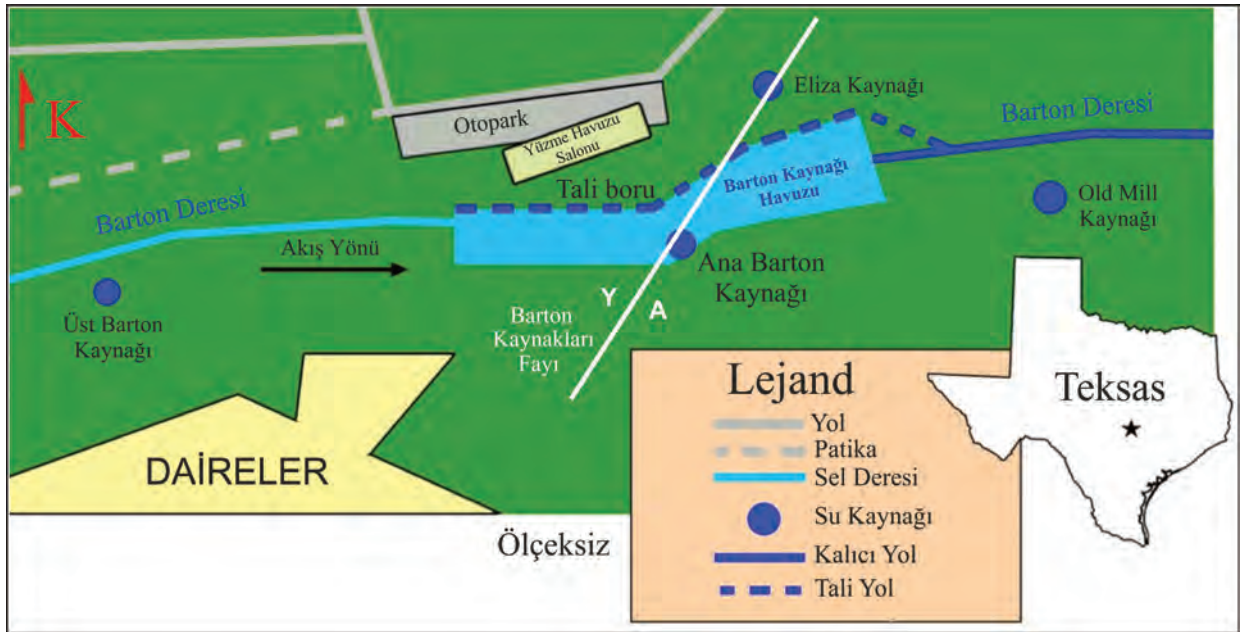 K
Otopark
Yüzme Havuzu
Salonu
Eliza Kaynağı
Barton Deresi
Barton Deresi
Tali boru
Barton Kaynağı
Havuzu
Old Mill
Kaynağı
Akış Yönü
Ana Barton
Kaynağı
Üst Barton
Kaynağı
Y
A
Barton
Kaynakları
Fayı
DAİRELER
Ölçeksiz
Lejand
Yol
Patika
Sel Deresi
Su Kaynağı
Kalıcı Yol
Tali Yol
Teksas